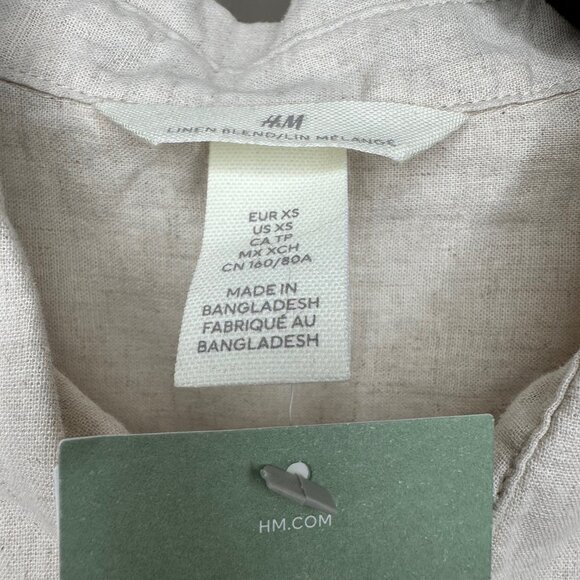 H&M
LINEN BLEND/LIN MÉLANGÉ
EUR XS
US XS
CA TP
MX XCH
CN 160/80A
MADE IN
BANGLADESH
FABRIQUÉ AU
BANGLADESH
HM.COM